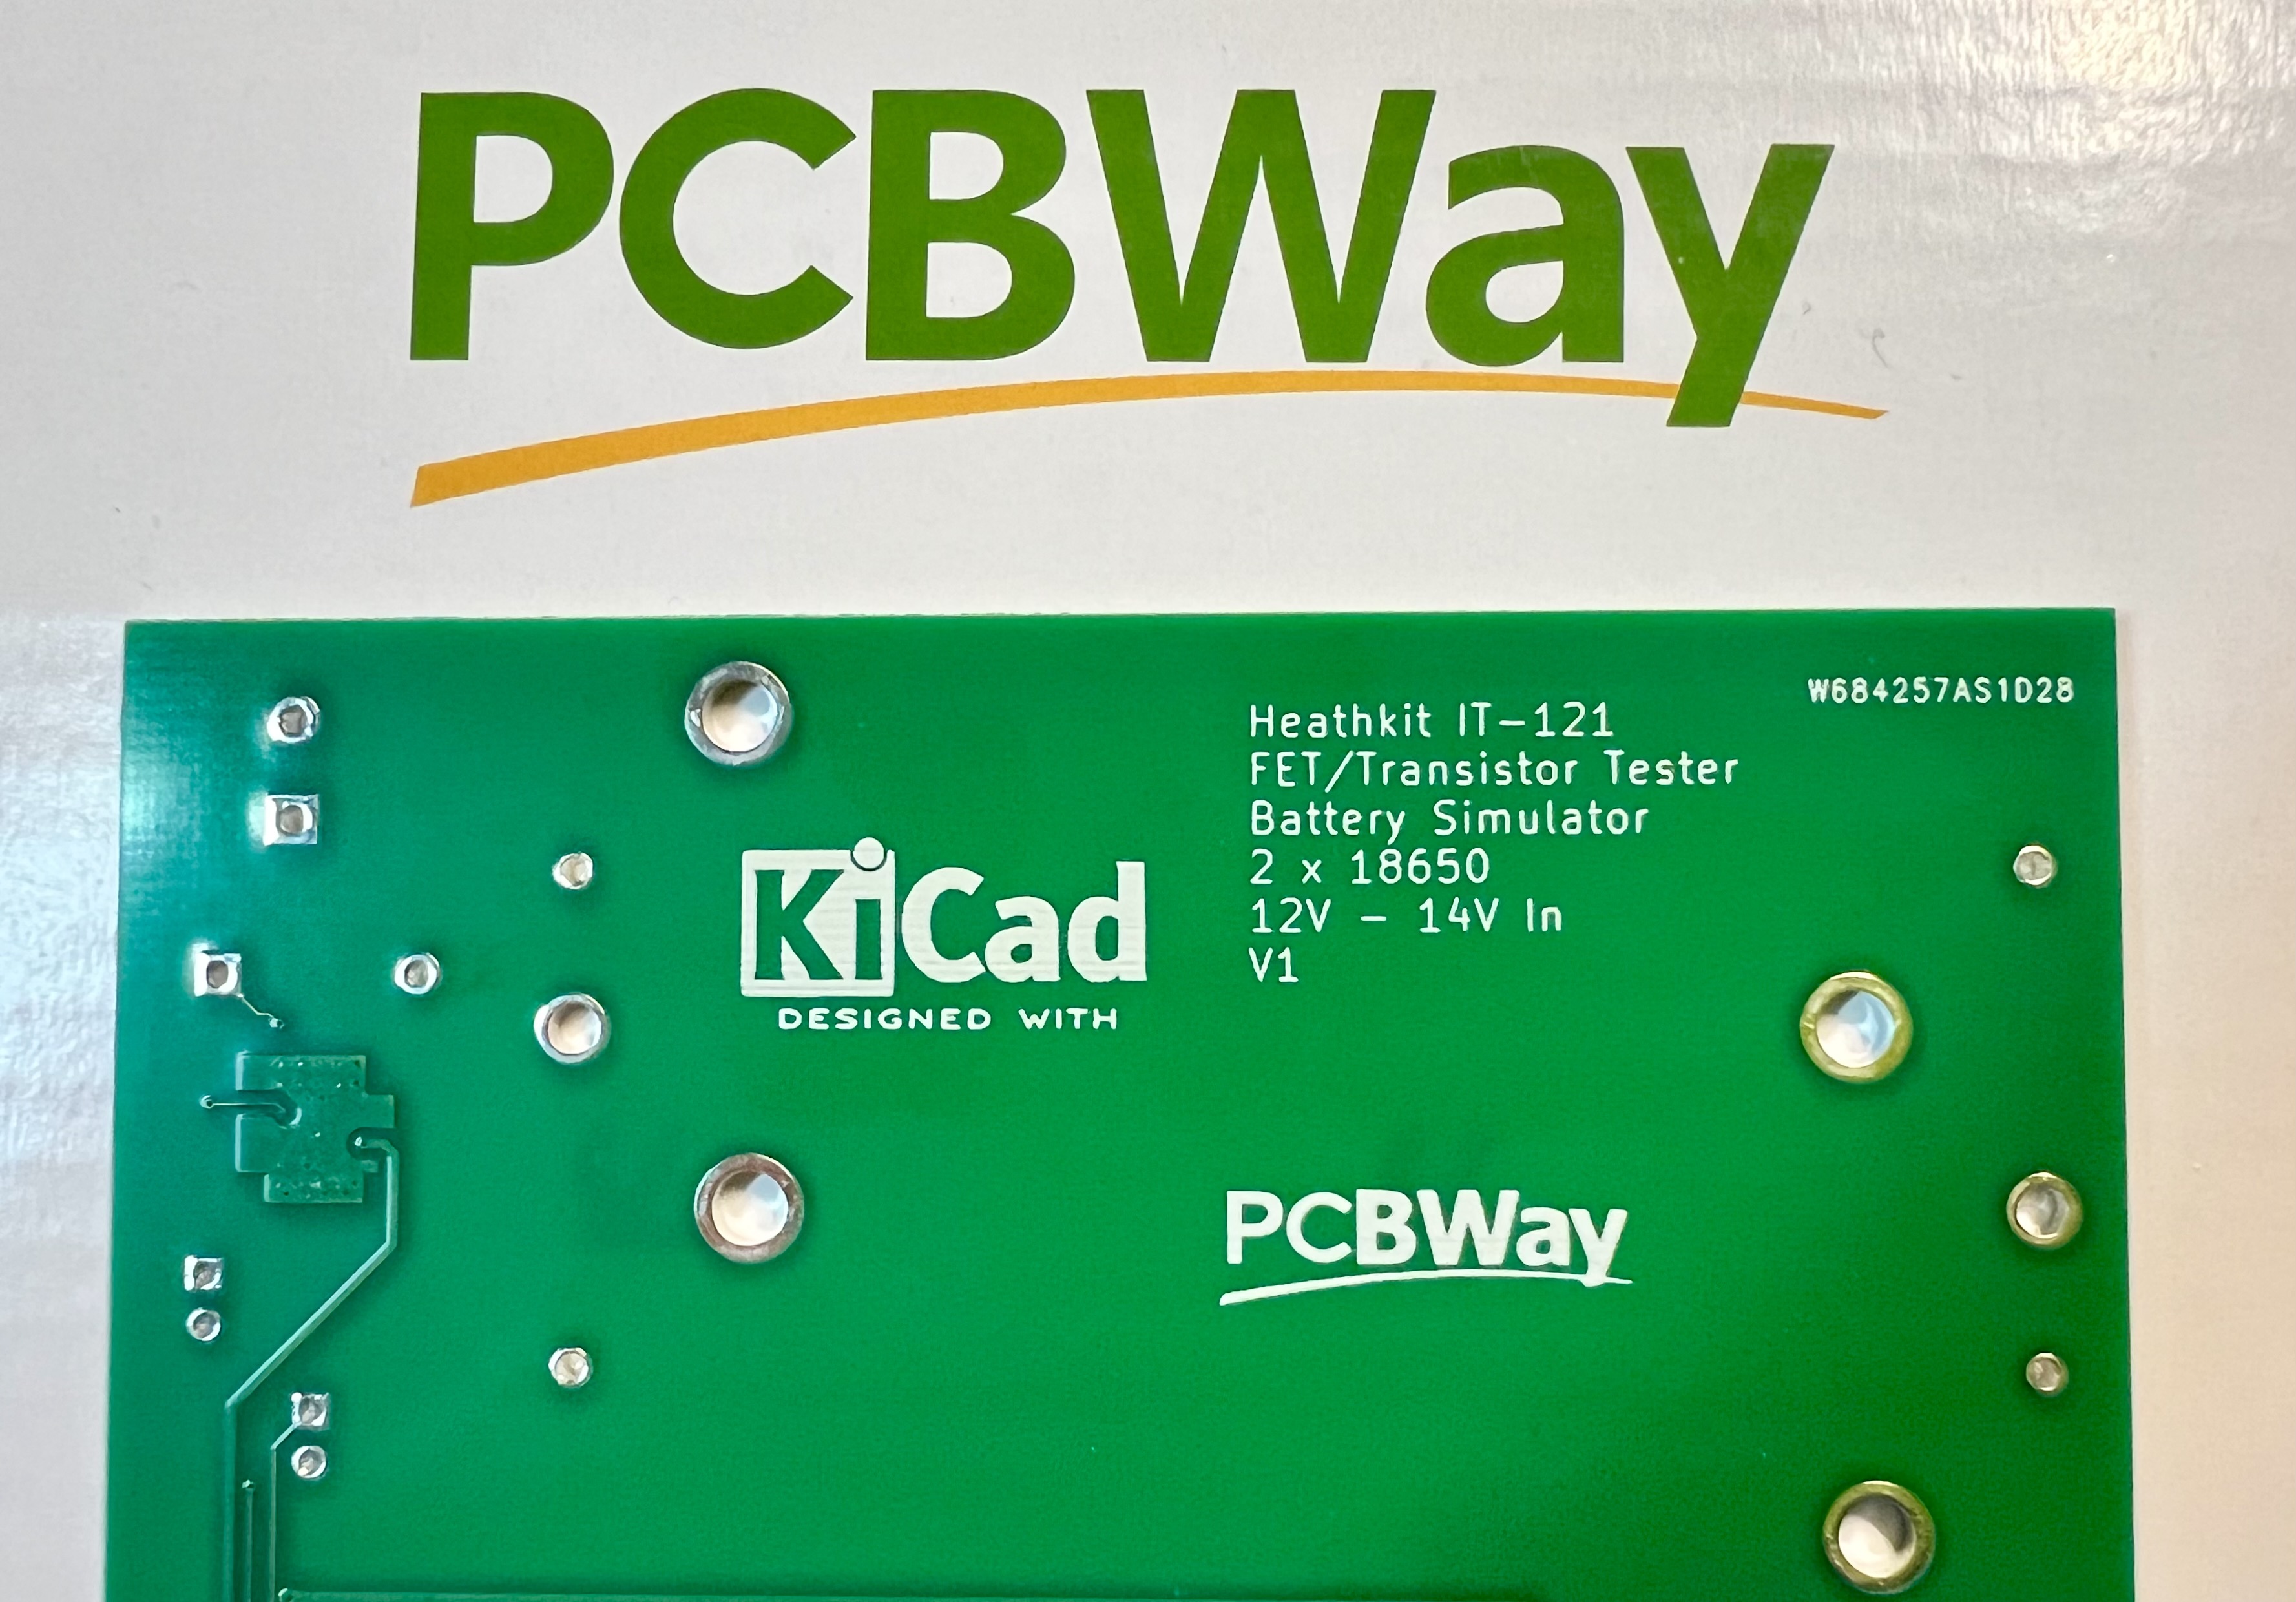 PCBWay
W684257AS1D28
Heathkit IT-121
FET/Transistor Tester
Battery Simulator
2 x 18650
12V - 14V In
V1
KiCad
DESIGNED WITH
PCBWay